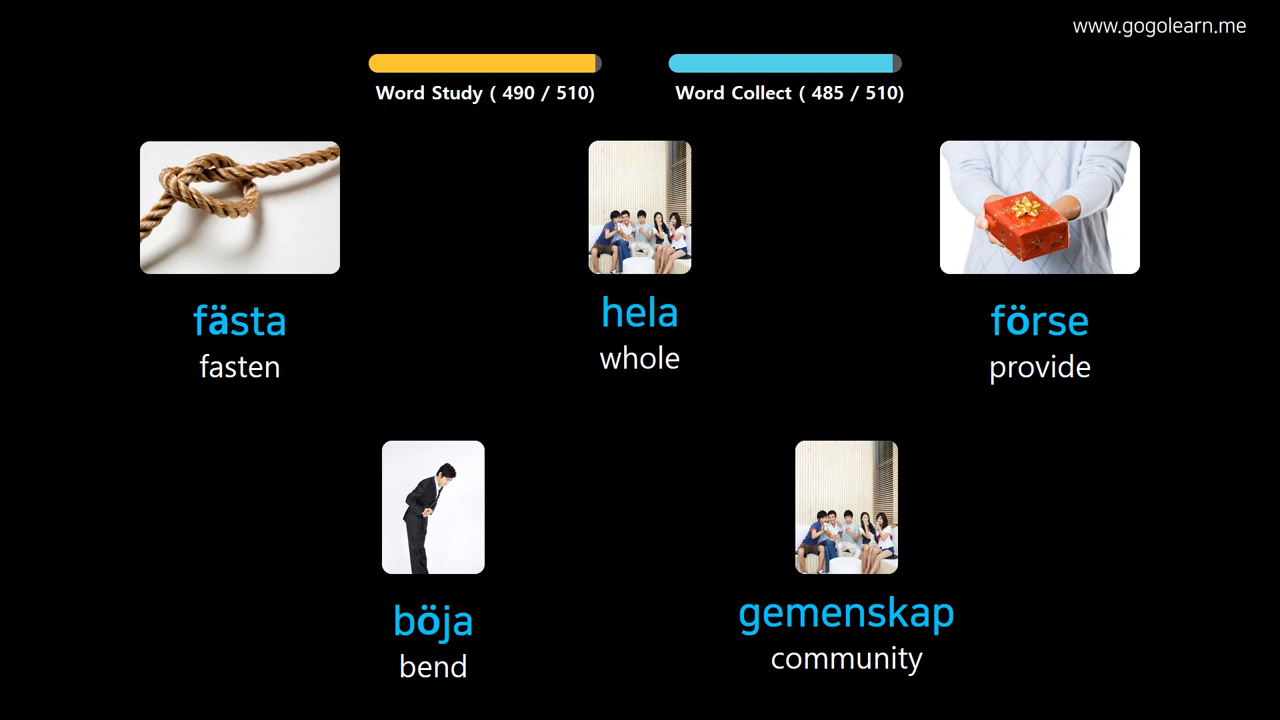 www.gogolearn.me
Word Study ( 490 / 510)
Word Collect ( 485 / 510)
fästa
fasten
hela
whole
förse
provide
böja
bend
gemenskap
community